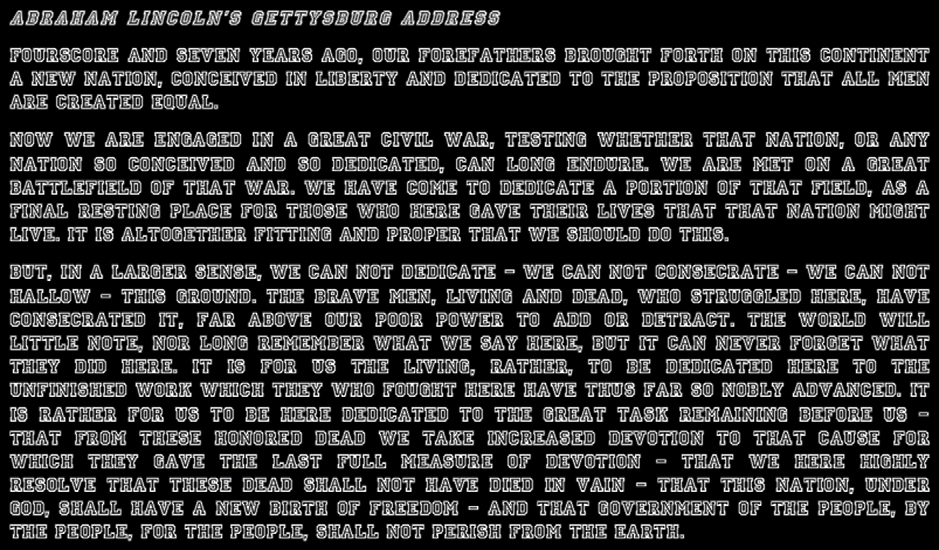 ABRAHAM LINCOLN'S GETTYSBURG ADDRESS
FOURSCORE AND SEVEN YEARS AGO, OUR FOREFATHERS BROUGHT FORTH ON THIS CONTINENT
A NEW NATION, CONCEIVED IN LIBERTY AND DEDICATED TO THE PROPOSITION THAT ALL MEN
ARE CREATED EQUAL.
NOW WE ARE ENGAGED IN A GREAT CIVIL WAR, TESTING WHETHER THAT NATION, OR ANY
NATION SO CONCEIVED AND SO DEDICATED, CAN LONG ENDURE. WE ARE MET ON A GREAT
BATTLEFIELD OF THAT WAR. WE HAVE COME TO DEDICATE A PORTION OF THAT FIELD, AS A
FINAL RESTING PLACE FOR THOSE WHO HERE GAVE THEIR LIVES THAT THAT NATION MIGHT
LIVE. IT IS ALTOGETHER FITTING AND PROPER THAT WE SHOULD DO THIS.
BUT, IN A LARGER SENSE, WE CAN NOT DEDICATE - WE CAN NOT CONSECRATE - WE CAN NOT
HALLOW - THIS GROUND. THE BRAVE MEN, LIVING AND DEAD, WHO STRUGGLED HERE, HAVE
CONSECRATED IT, FAR ABOVE OUR POOR POWER TO ADD OR DETRACT. THE WORLD WILL
LITTLE NOTE, NOR LONG REMEMBER WHAT WE SAY HERE, BUT IT CAN NEVER FORGET WHAT
THEY DID HERE. IT IS FOR US THE LIVING, RATHER, TO BE DEDICATED HERE TO THE
UNFINISHED WORK WHICH THEY WHO FOUGHT HERE HAVE THUS FAR SO NOBLY ADVANCED. IT
IS RATHER FOR US TO BE HERE DEDICATED TO THE GREAT TASK REMAINING BEFORE US -
THAT FROM THESE HONORED DEAD WE TAKE INCREASED DEVOTION TO THAT CAUSE FOR
WHICH THEY GAVE THE LAST FULL MEASURE OF DEVOTION - THAT WE HERE HIGHLY
RESOLVE THAT THESE DEAD SHALL NOT HAVE DIED IN VAIN - THAT THIS NATION, UNDER
GOD, SHALL HAVE A NEW BIRTH OF FREEDOM - AND THAT GOVERNMENT OF THE PEOPLE, BY
THE PEOPLE, FOR THE PEOPLE, SHALL NOT PERISH FROM THE EARTH.